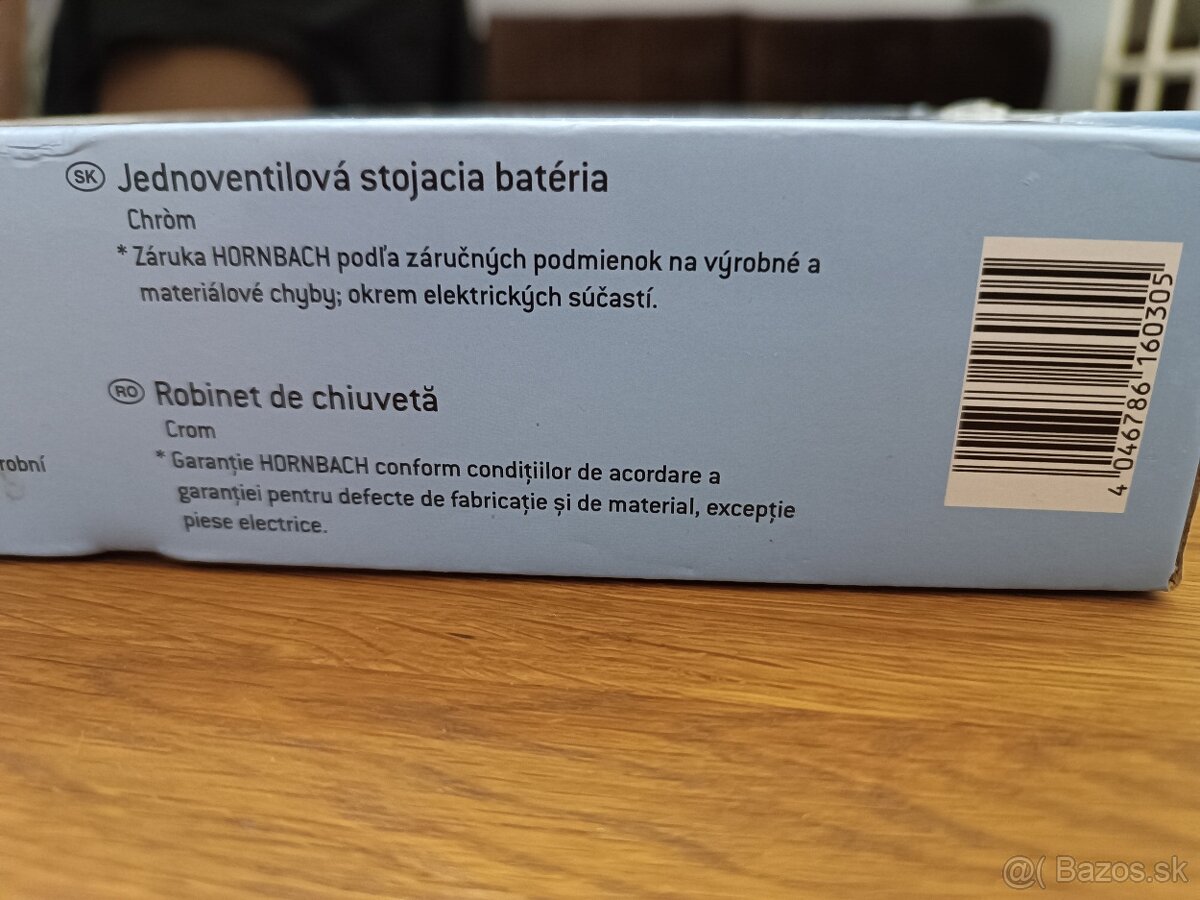 SK Jednoventilová stojacia batéria
Chròm
* Záruka HORNBACH podľa záručných podmienok na výrobné a
materiálové chyby; okrem elektrických súčastí.
RO Robinet de chiuvetă
Crom
* Garanție HORNBACH conform condițiilor de acordare a
garanției pentru defecte de fabricație și de material, excepție
piese electrice.
robní
4 046786 160305
@( Bazos.sk